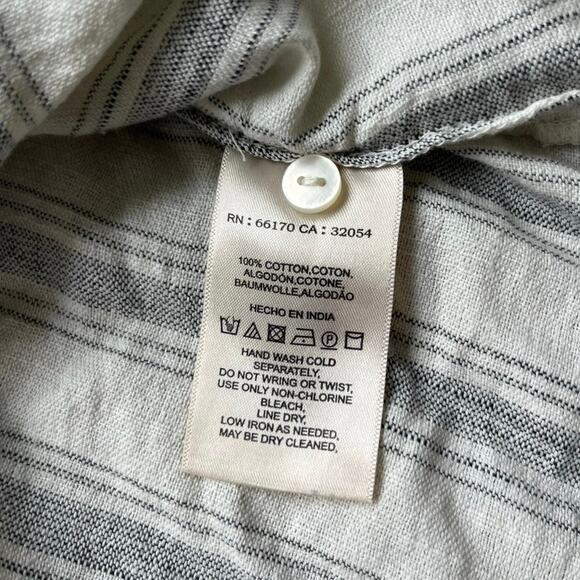 RN : 66170 CA : 32054
100% COTTON,COTON,
ALGODÓN,COTONE,
BAUMWOLLE,ALGODÃO
HECHO EN INDIA
P
HAND WASH COLD
SEPARATELY,
DO NOT WRING OR TWIST,
USE ONLY NON-CHLORINE
BLEACH,
LINE DRY,
LOW IRON AS NEEDED,
MAY BE DRY CLEANED,